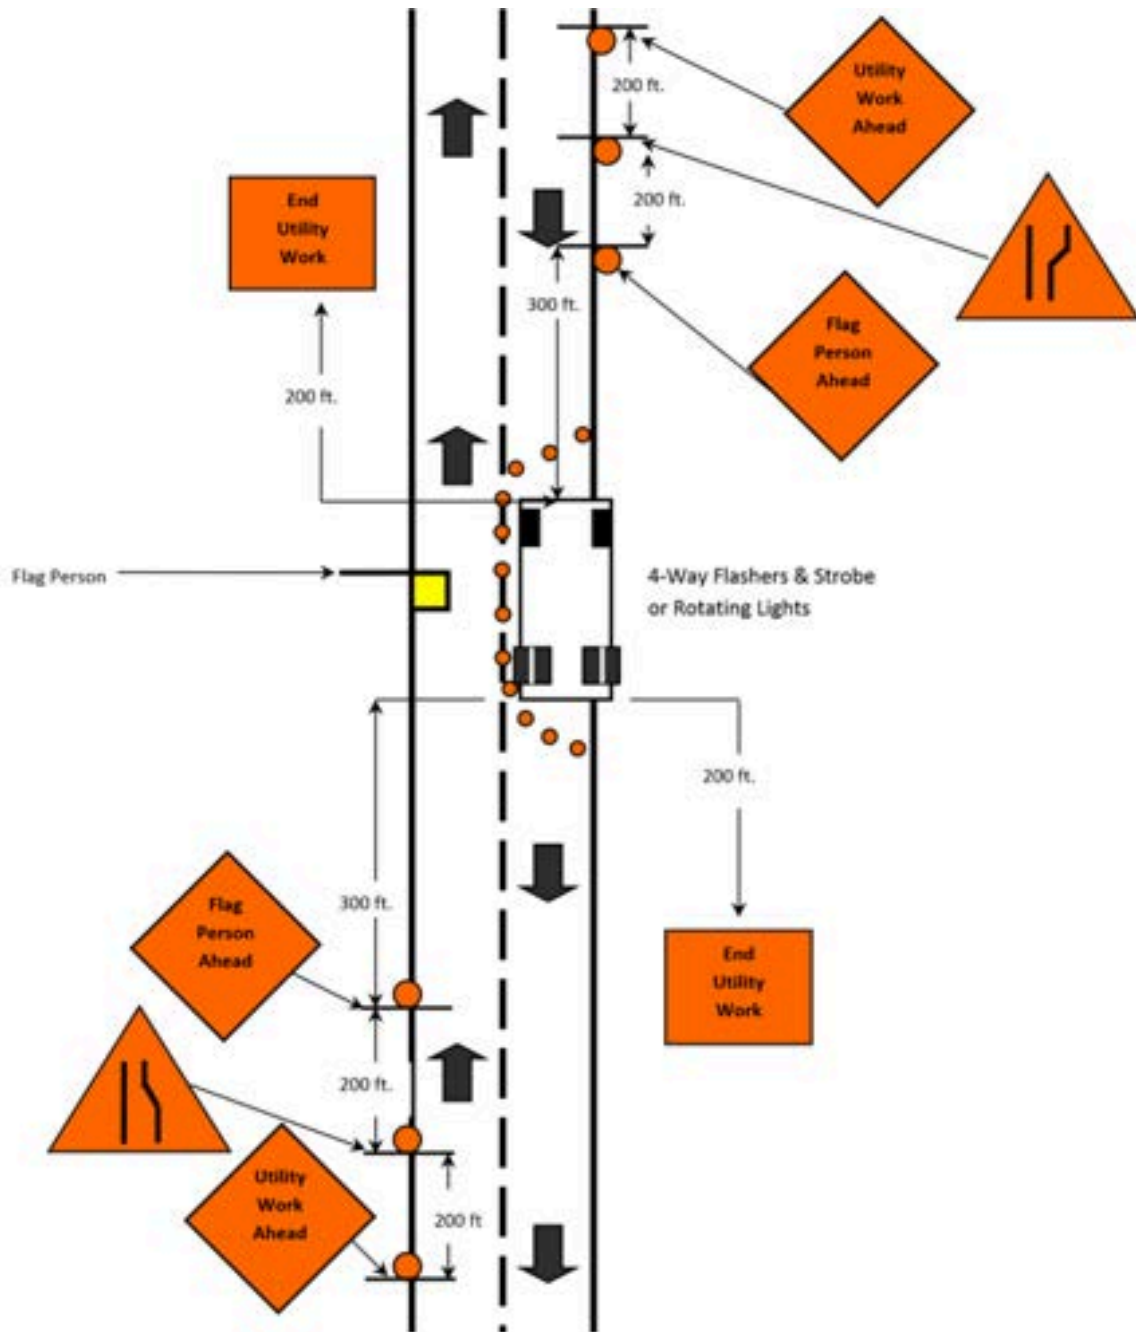 Utility
Work
Ahead
200 ft.
200 ft.
End
Utility
Work
300 ft.
Flag
Person
Ahead
200 ft.
Flag Person
4-Way Flashers & Strobe
or Rotating Lights
200 ft.
300 ft.
Flag
Person
Ahead
End
Utility
Work
200 ft.
Utility
Work
Ahead
200 ft